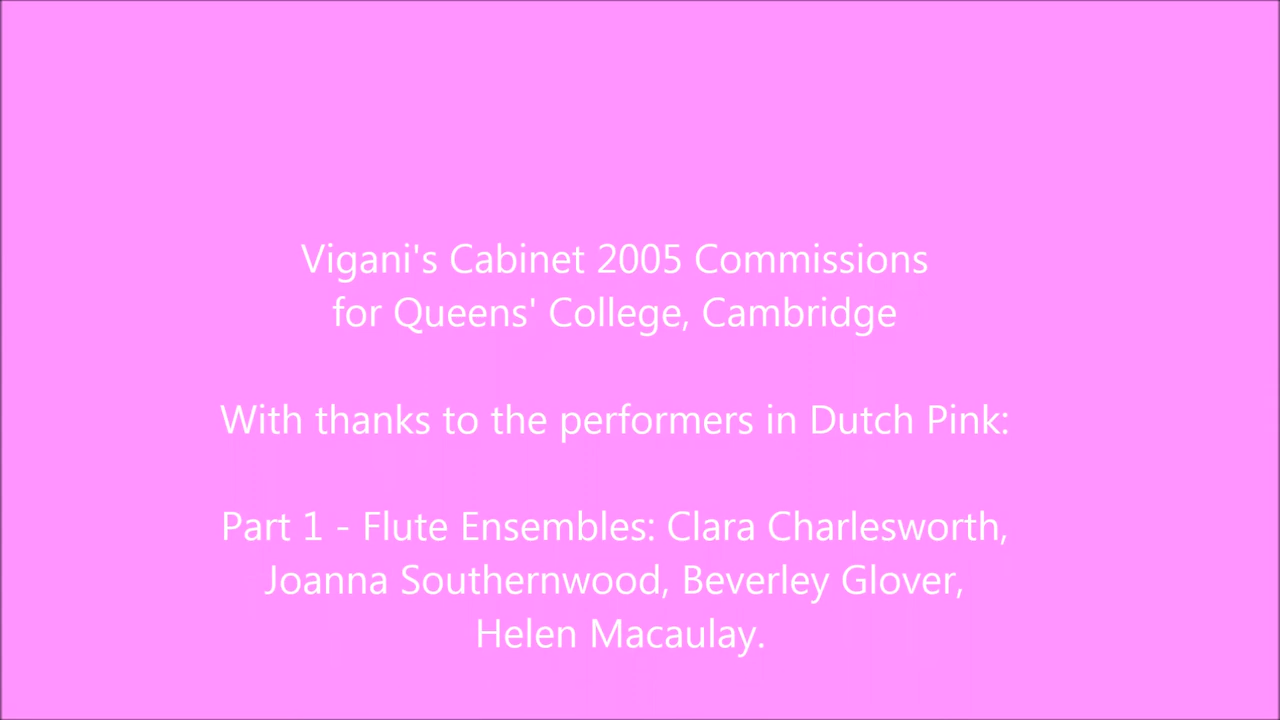 Vigani's Cabinet 2005 Commissions
for Queens' College, Cambridge
With thanks to the performers in Dutch Pink:
Part 1 - Flute Ensembles: Clara Charlesworth,
Joanna Southernwood, Beverley Glover,
Helen Macaulay.